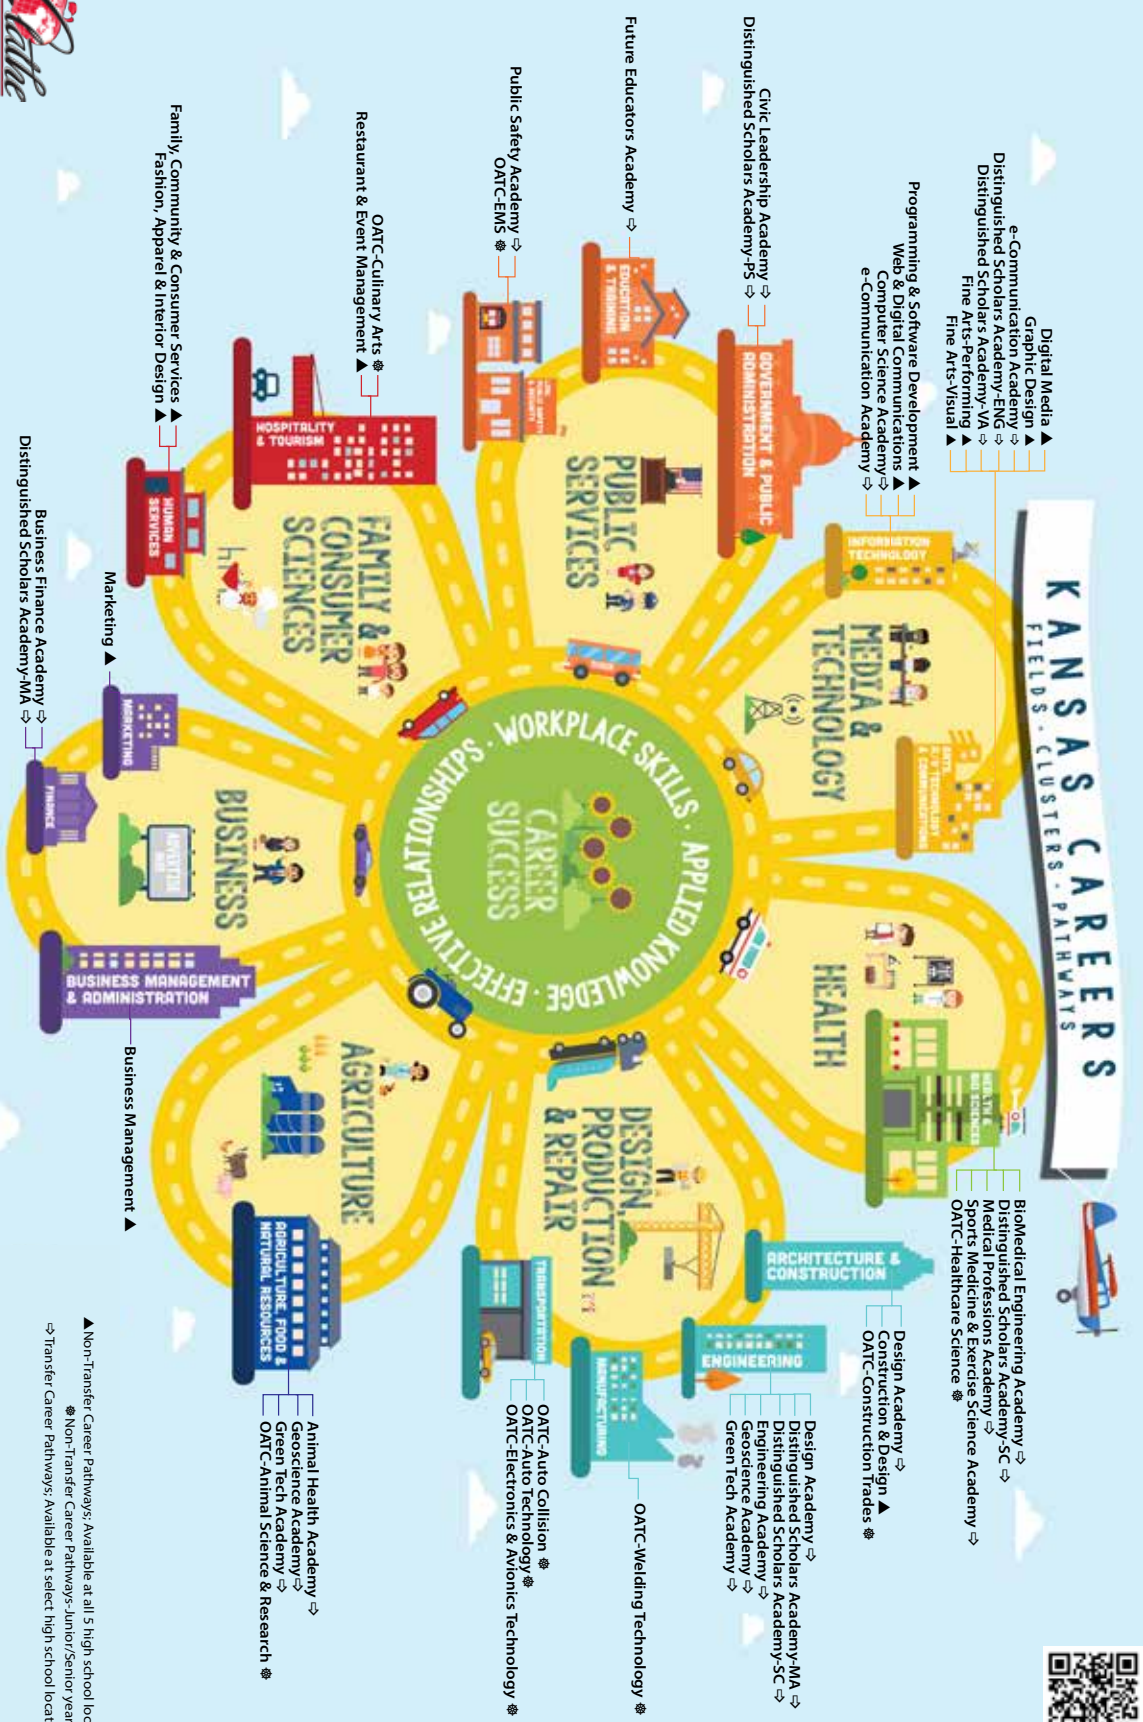 KANSAS CAREERS
FIELDS · CLUSTERS · PATHWAYS
Digital Media ▲
Graphic Design ▲
e-Communication Academy ⇨
Distinguished Scholars Academy-ENG ⇨
Distinguished Scholars Academy-VA ⇨
Fine Arts-Performing ▲
Fine Arts-Visual ▲
ARTS,
A/V TECHNOLOGY
& COMMUNICATIONS
Programming & Software Development ▲
Web & Digital Communications ▲
Computer Science Academy ⇨
e-Communication Academy ⇨
INFORMATION
TECHNOLOGY
MEDIA &
TECHNOLOGY
Civic Leadership Academy ⇨
Distinguished Scholars Academy-PS ⇨
GOVERNMENT & PUBLIC
ADMINISTRATION
Future Educators Academy ⇨
EDUCATION
& TRAINING
PUBLIC
SERVICES
Public Safety Academy ⇨
OATC-EMS ☸
OATC-Culinary Arts ☸
Restaurant & Event Management ▲
HOSPITALITY
& TOURISM
FAMILY &
CONSUMER
SCIENCES
Family, Community & Consumer Services ▲
Fashion, Apparel & Interior Design ▲
HUMAN
SERVICES
Marketing ▲
MARKETING
Business Finance Academy ⇨
Distinguished Scholars Academy-MA ⇨
FINANCE
BUSINESS
ADVERTISE
BUSINESS MANAGEMENT
& ADMINISTRATION
Business Management ▲
WORKPLACE SKILLS · APPLIED KNOWLEDGE · EFFECTIVE RELATIONSHIPS ·
CAREER
SUCCESS
HEALTH
HEALTH &
BIO SCIENCES
BioMedical Engineering Academy ⇨
Distinguished Scholars Academy-SC ⇨
Medical Professions Academy ⇨
Sports Medicine & Exercise Science Academy ⇨
OATC-Healthcare Science ☸
DESIGN,
PRODUCTION
& REPAIR
ARCHITECTURE &
CONSTRUCTION
Design Academy ⇨
Construction & Design ▲
OATC-Construction Trades ☸
ENGINEERING
Design Academy ⇨
Distinguished Scholars Academy-MA ⇨
Distinguished Scholars Academy-SC ⇨
Engineering Academy ⇨
Geoscience Academy ⇨
Green Tech Academy ⇨
MANUFACTURING
OATC-Welding Technology ☸
TRANSPORTATION
OATC-Auto Collision ☸
OATC-Auto Technology ☸
OATC-Electronics & Avionics Technology ☸
AGRICULTURE
AGRICULTURE, FOOD &
NATURAL RESOURCES
Animal Health Academy ⇨
Geoscience Academy ⇨
Green Tech Academy ⇨
OATC-Animal Science & Research ☸
▲ Non-Transfer Career Pathways; Available at all 5 high school loc
☸ Non-Transfer Career Pathways-Junior/Senior year
⇨ Transfer Career Pathways; Available at select high school locat